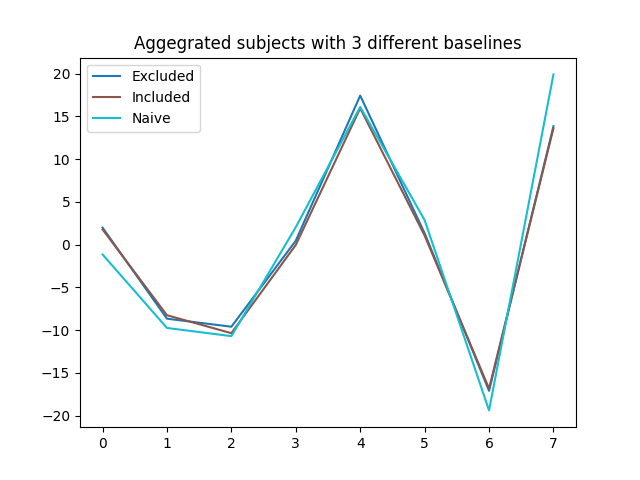 Aggegrated subjects with 3 different baselines
Excluded
Included
Naive
20
15
10
5
0
−5
−10
−15
−20
0 1 2 3 4 5 6 7